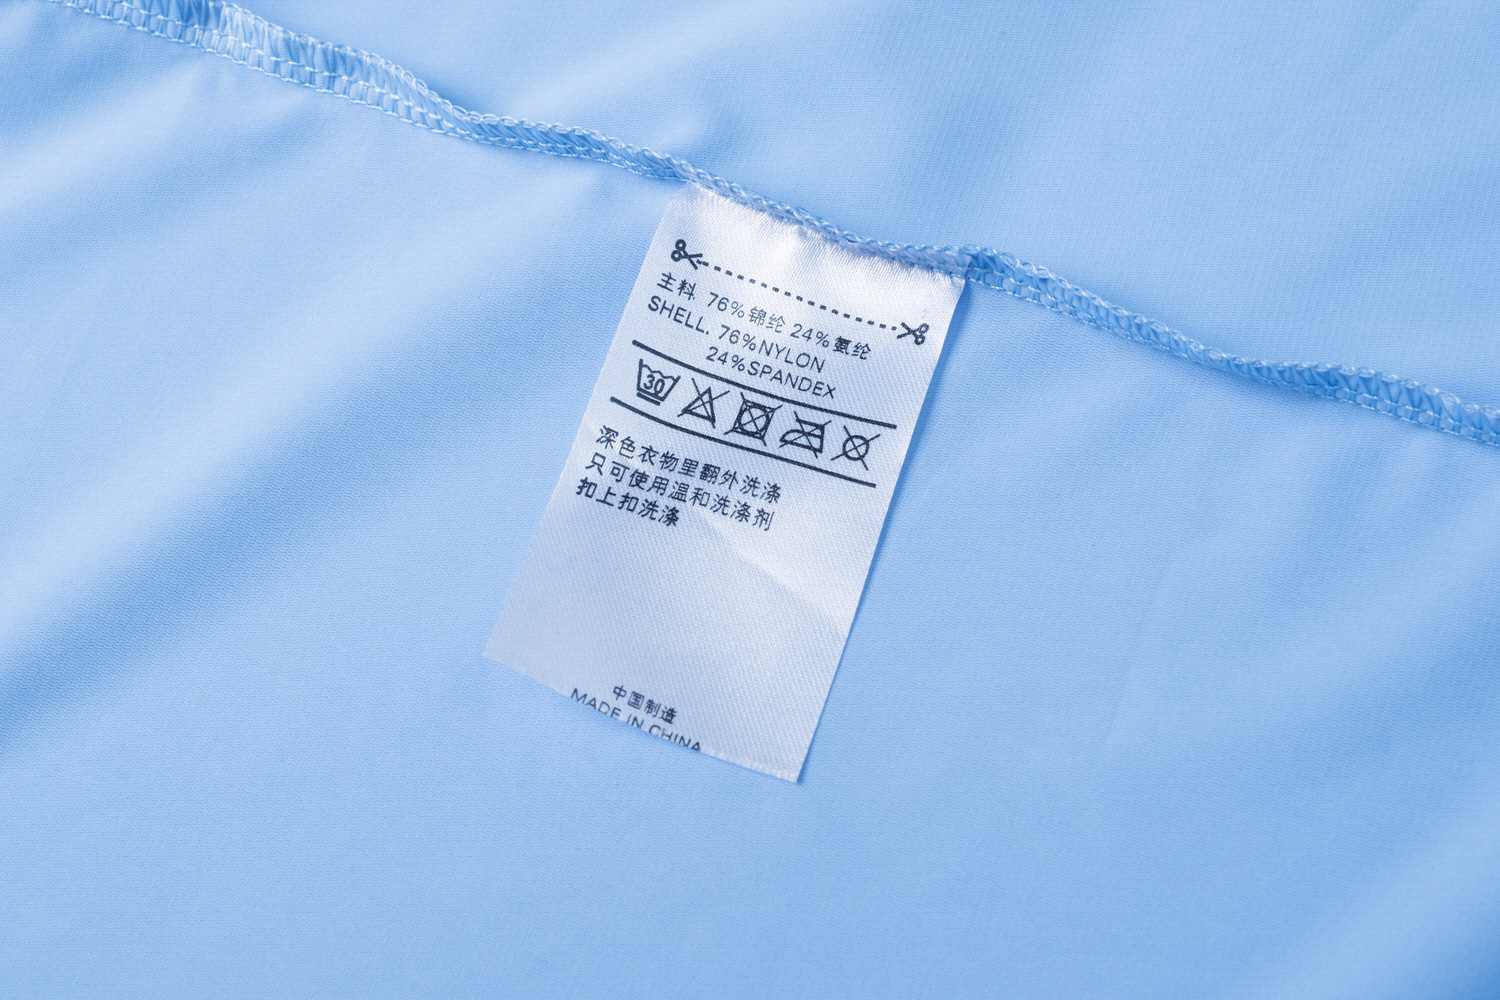 主料. 76%锦纶 24%氨纶
SHELL. 76%NYLON
24%SPANDEX
30
深色衣物里翻外洗涤
只可使用温和洗涤剂
扣上扣洗涤
中国制造
MADE IN CHINA